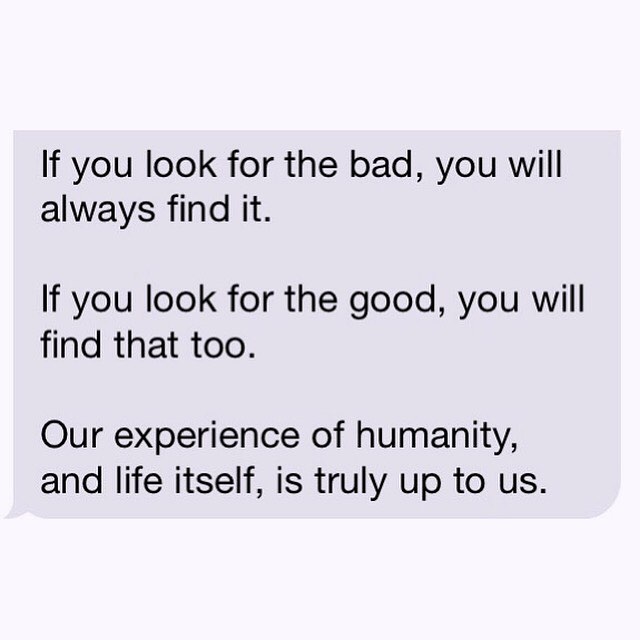 If you look for the bad, you will
always find it.
If you look for the good, you will
find that too.
Our experience of humanity,
and life itself, is truly up to us.